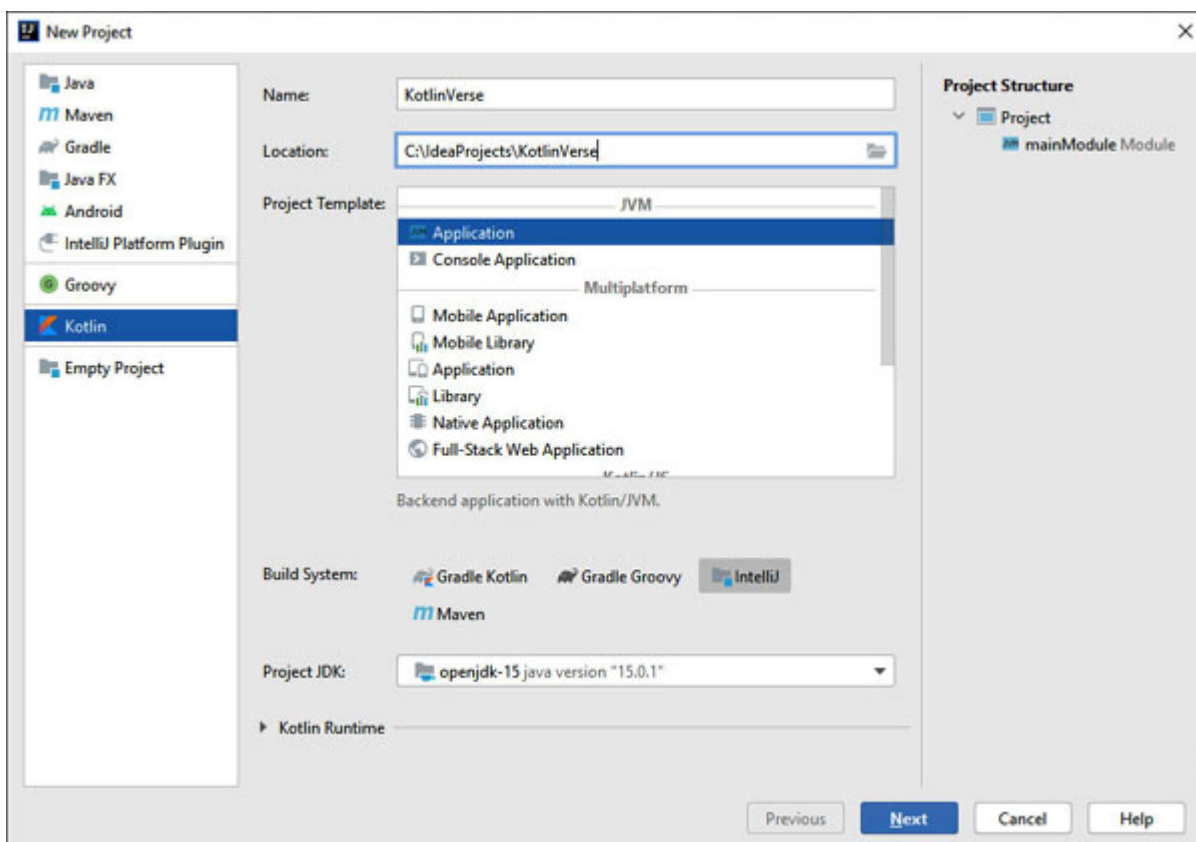 New Project
Java
Maven
Gradle
Java FX
Android
IntelliJ Platform Plugin
Groovy
Kotlin
Empty Project
Name:
KotlinVerse
Location:
C:\IdeaProjects\KotlinVerse
Project Template:
JVM
Application
Console Application
Multiplatform
Mobile Application
Mobile Library
Application
Library
Native Application
Full-Stack Web Application
Kotlin/JS
Backend application with Kotlin/JVM.
Build System:
Gradle Kotlin
Gradle Groovy
IntelliJ
Maven
Project JDK:
openjdk-15 java version "15.0.1"
Kotlin Runtime
Project Structure
Project
mainModule Module
Previous
Next
Cancel
Help